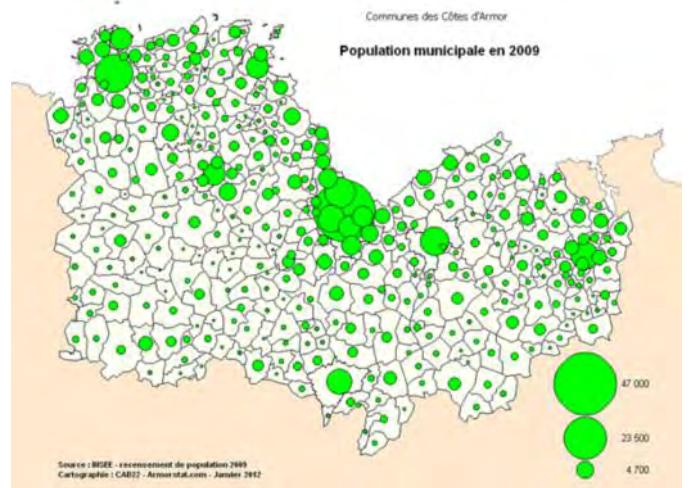 Communes des Côtes d'Armor
Population municipale en 2009
47 000
23 500
4 700
Source : INSEE - recensement de population 2009
Cartographie : CAD22 - Armorstat.com - Janvier 2012